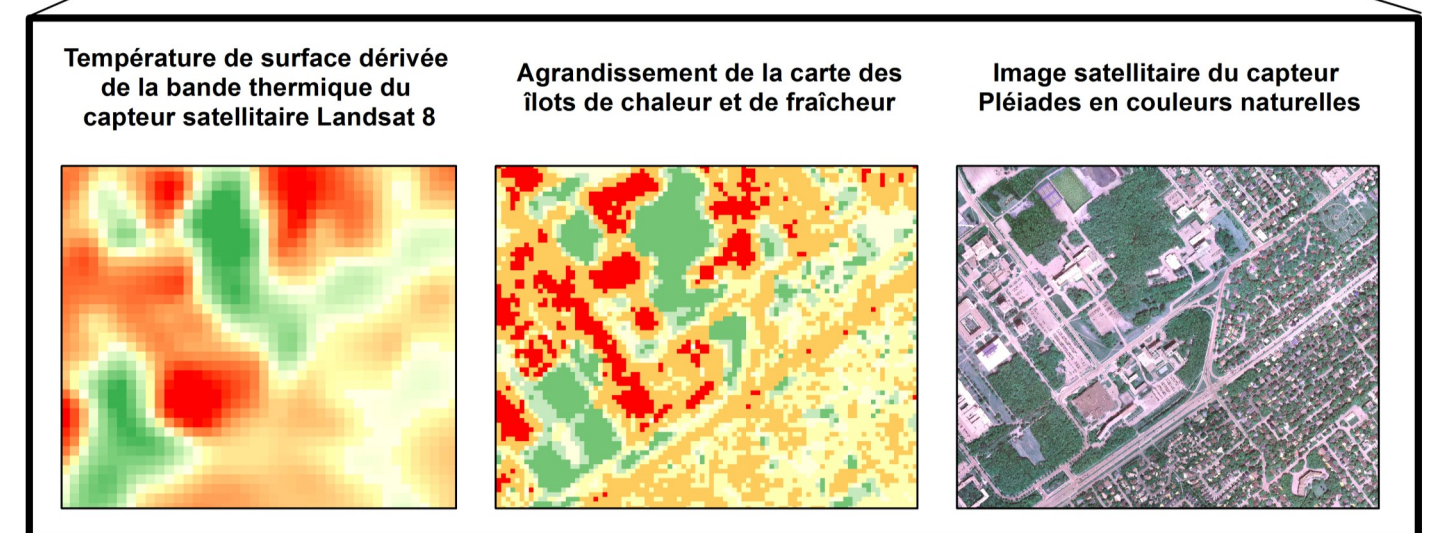 Température de surface dérivée
de la bande thermique du
capteur satellitaire Landsat 8
Agrandissement de la carte des
îlots de chaleur et de fraîcheur
Image satellitaire du capteur
Pléiades en couleurs naturelles